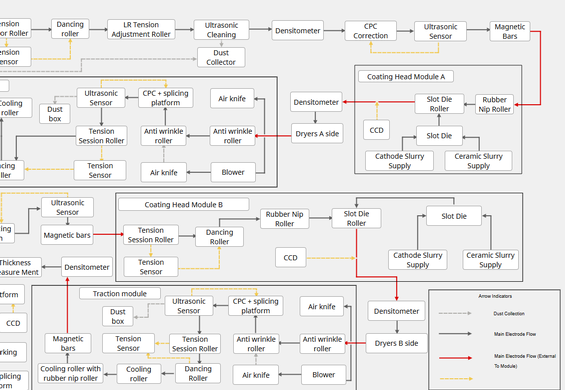 Dancing
roller
LR Tension
Adjustment Roller
Ultrasonic
Cleaning
Densitometer
CPC
Correction
Ultrasonic
Sensor
Magnetic
Bars
Dust
Collector
Coating Head Module A
Slot Die
Roller
Rubber
Nip Roller
CCD
Slot Die
Cathode Slurry
Supply
Ceramic Slurry
Supply
Densitometer
Dryers A side
Ultrasonic
Sensor
CPC + splicing
platform
Air knife
Dust
box
Tension
Session Roller
Anti wrinkle
roller
Anti wrinkle
roller
Tension
Sensor
Air knife
Blower
Cooling
roller
Ultrasonic
Sensor
Magnetic bars
Coating Head Module B
Tension
Session Roller
Dancing
Roller
Tension
Sensor
Rubber Nip
Roller
Slot Die
Roller
CCD
Slot Die
Cathode Slurry
Supply
Ceramic Slurry
Supply
Thickness
Densitometer
CCD
Traction module
Ultrasonic
Sensor
CPC + splicing
platform
Air knife
Dust
box
Magnetic
bars
Tension
Sensor
Tension
Session Roller
Anti wrinkle
roller
Anti wrinkle
roller
Cooling roller with
rubber nip roller
Cooling
roller
Dancing
Roller
Air knife
Blower
Densitometer
Dryers B side
Arrow Indicators
Dust Collection
Main Electrode Flow
Main Electrode Flow (External
To Module)